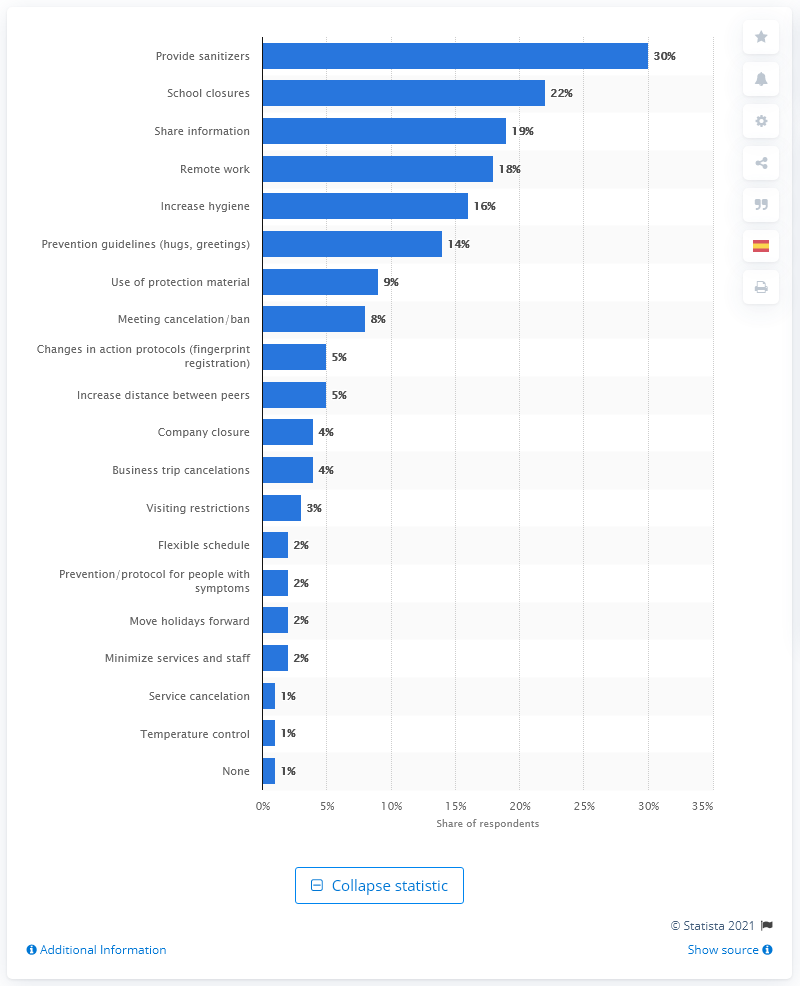 Provide sanitizers
30%
School closures
22%
Share information
19%
Remote work
18%
Increase hygiene
16%
Prevention guidelines (hugs, greetings)
14%
Use of protection material
9%
Meeting cancelation/ban
8%
Changes in action protocols (fingerprint
registration)
5%
Increase distance between peers
5%
Company closure
4%
Business trip cancelations
4%
Visiting restrictions
3%
Flexible schedule
2%
Prevention/protocol for people with
symptoms
2%
Move holidays forward
2%
Minimize services and staff
2%
Service cancelation
1%
Temperature control
1%
None
1%
0% 5% 10% 15% 20% 25% 30% 35%
Share of respondents
Collapse statistic
© Statista 2021
Additional Information
Show source